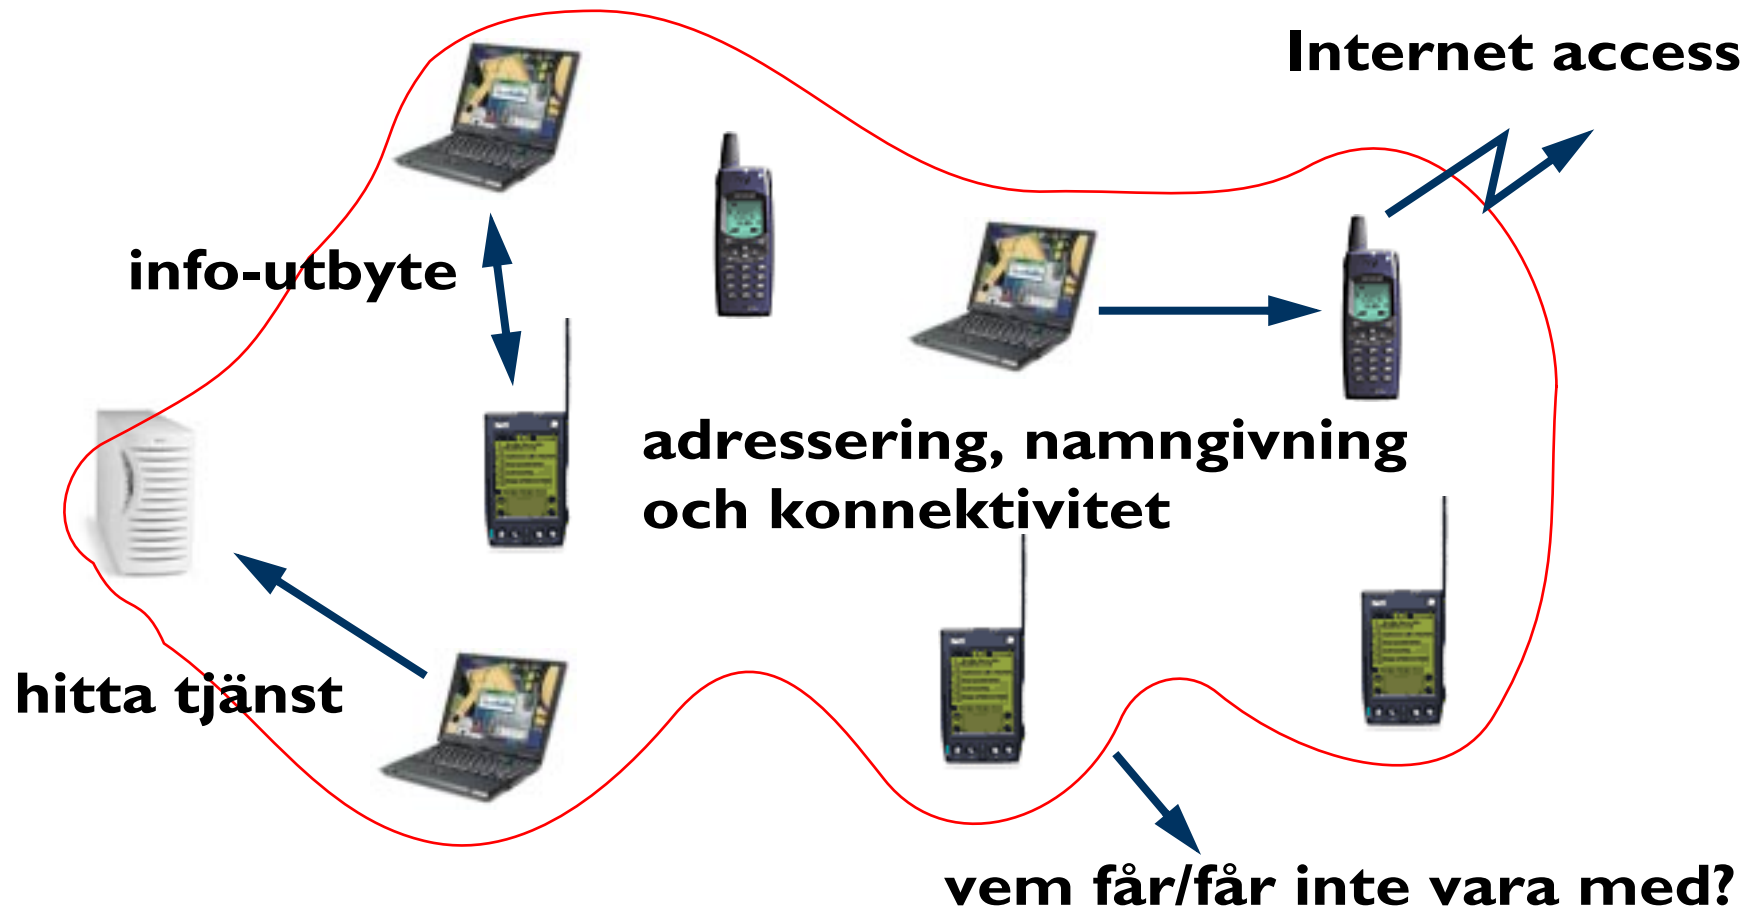 Internet access
info-utbyte
adressering, namngivning
och konnektivitet
hitta tjänst
vem får/får inte vara med?